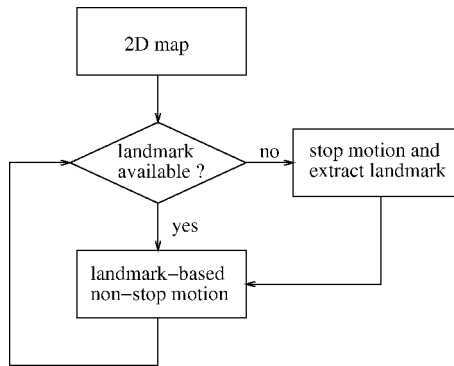 2D map
landmark
available ?
no
stop motion and
extract landmark
yes
landmark-based
non-stop motion